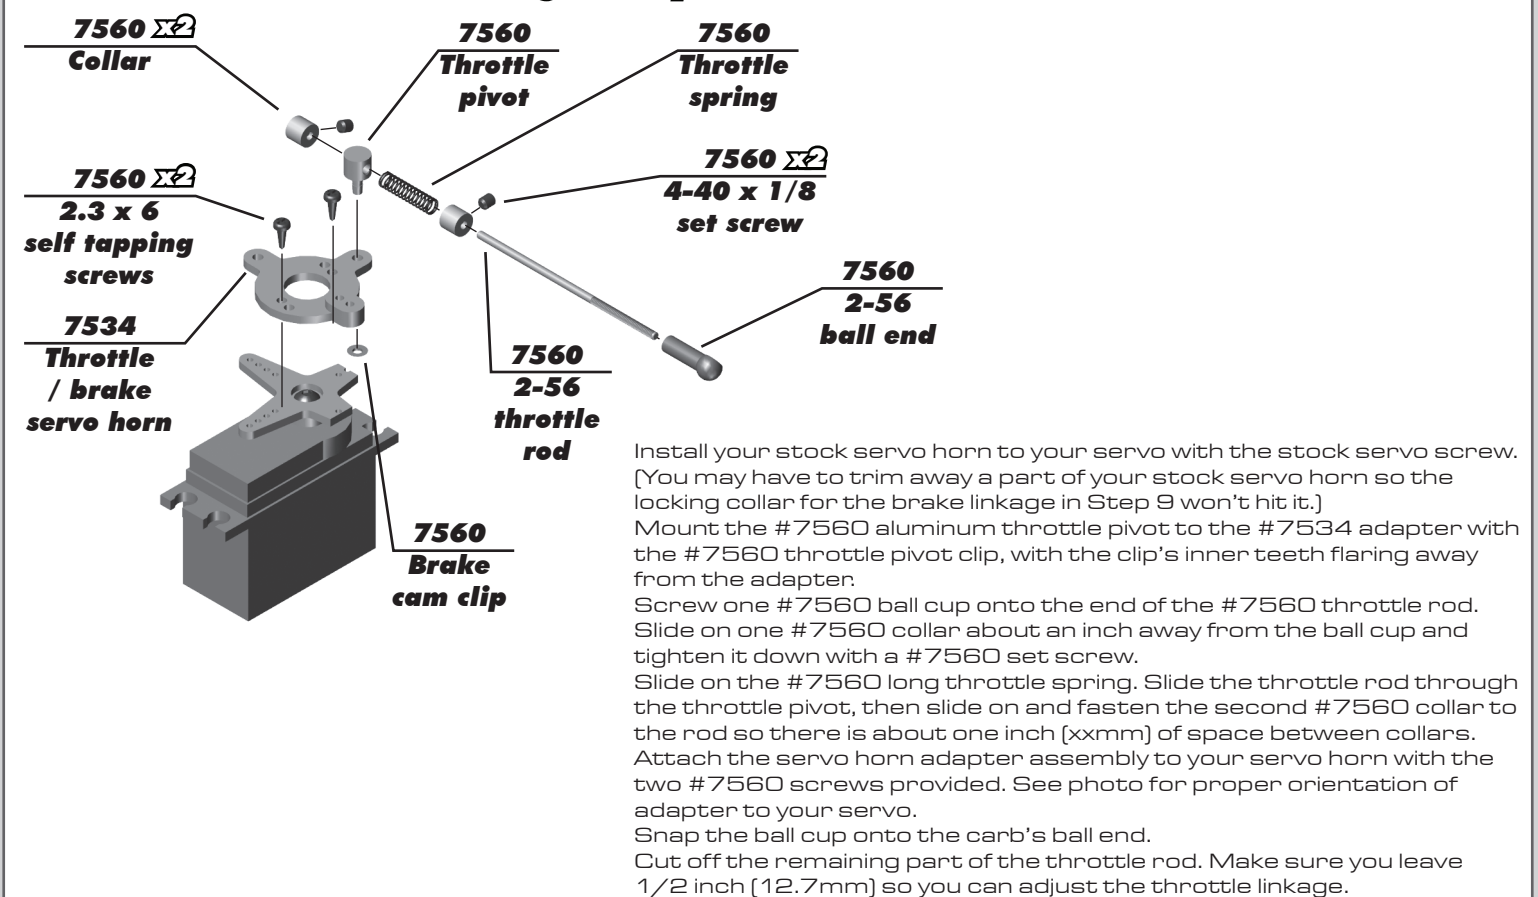 7560 x2
Collar
7560
Throttle
pivot
7560
Throttle
spring
7560 x2
4-40 x 1/8
set screw
7560 x2
2.3 x 6
self tapping
screws
7560
2-56
ball end
7534
Throttle
/ brake
servo horn
7560
2-56
throttle
rod
7560
Brake
cam clip
Install your stock servo horn to your servo with the stock servo screw.
(You may have to trim away a part of your stock servo horn so the
locking collar for the brake linkage in Step 9 won't hit it.)
Mount the #7560 aluminum throttle pivot to the #7534 adapter with
the #7560 throttle pivot clip, with the clip's inner teeth flaring away
from the adapter.
Screw one #7560 ball cup onto the end of the #7560 throttle rod.
Slide on one #7560 collar about an inch away from the ball cup and
tighten it down with a #7560 set screw.
Slide on the #7560 long throttle spring. Slide the throttle rod through
the throttle pivot, then slide on and fasten the second #7560 collar to
the rod so there is about one inch (xxmm) of space between collars.
Attach the servo horn adapter assembly to your servo horn with the
two #7560 screws provided. See photo for proper orientation of
adapter to your servo.
Snap the ball cup onto the carb's ball end.
Cut off the remaining part of the throttle rod. Make sure you leave
1/2 inch (12.7mm) so you can adjust the throttle linkage.